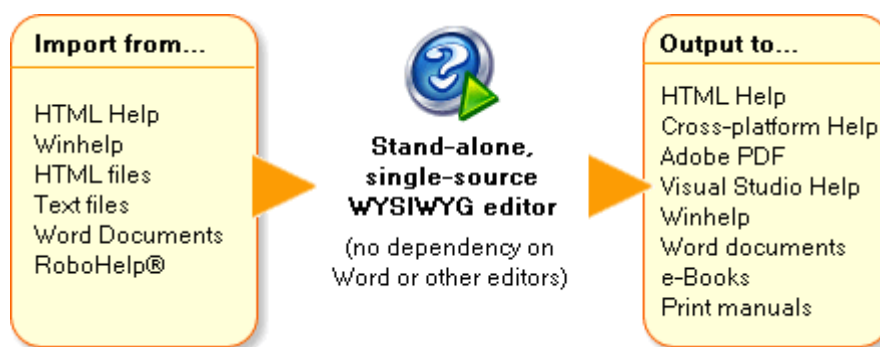 Import from...
HTML Help
Winhelp
HTML files
Text files
Word Documents
RoboHelp®
?
Stand-alone,
single-source
WYSIWYG editor
(no dependency on
Word or other editors)
Output to...
HTML Help
Cross-platform Help
Adobe PDF
Visual Studio Help
Winhelp
Word documents
e-Books
Print manuals